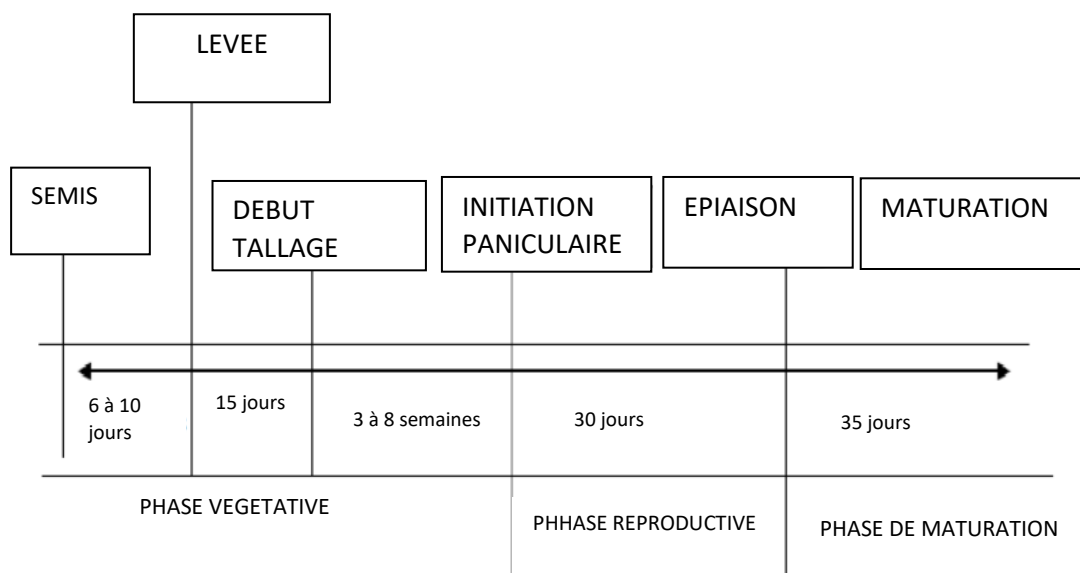 LEVEE
SEMIS
DEBUT
TALLAGE
INITIATION
PANICULAIRE
EPIAISON
MATURATION
6 à 10
jours
15 jours
3 à 8 semaines
30 jours
35 jours
PHASE VEGETATIVE
PHHASE REPRODUCTIVE
PHASE DE MATURATION